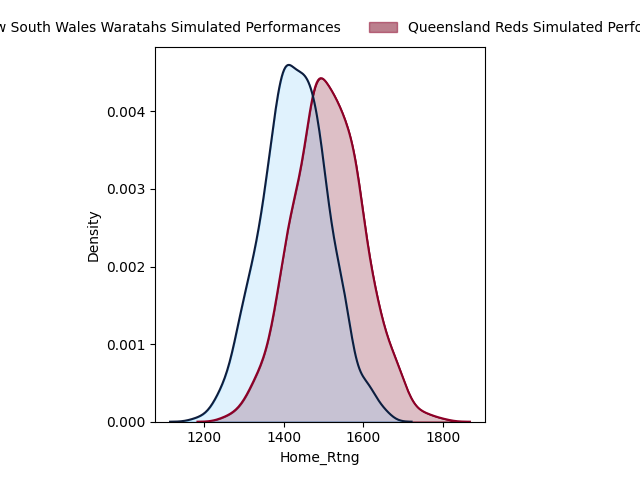 South Wales Waratahs Simulated Performances
Queensland Reds Simulated
0.004
0.003
0.002
0.001
0.000
Density
1200 1400 1600 1800
Home_Rtng